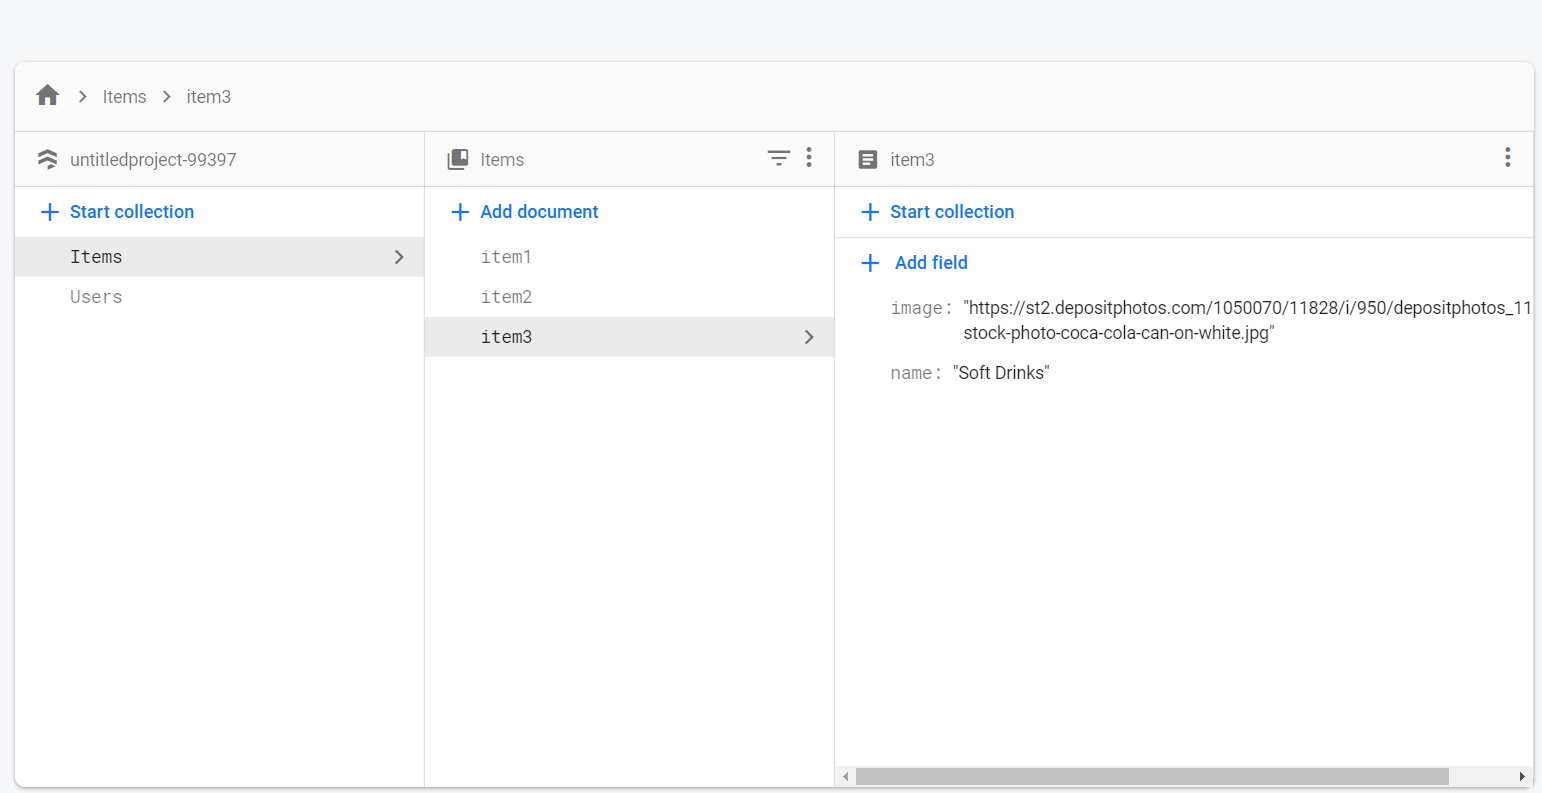 Items
item3
untitledproject-99397
Items
item3
Start collection
Add document
Start collection
Items
Users
item1
item2
item3
Add field
image: "https://st2.depositphotos.com/1050070/11828/i/950/depositphotos_11
stock-photo-coca-cola-can-on-white.jpg"
name: "Soft Drinks"